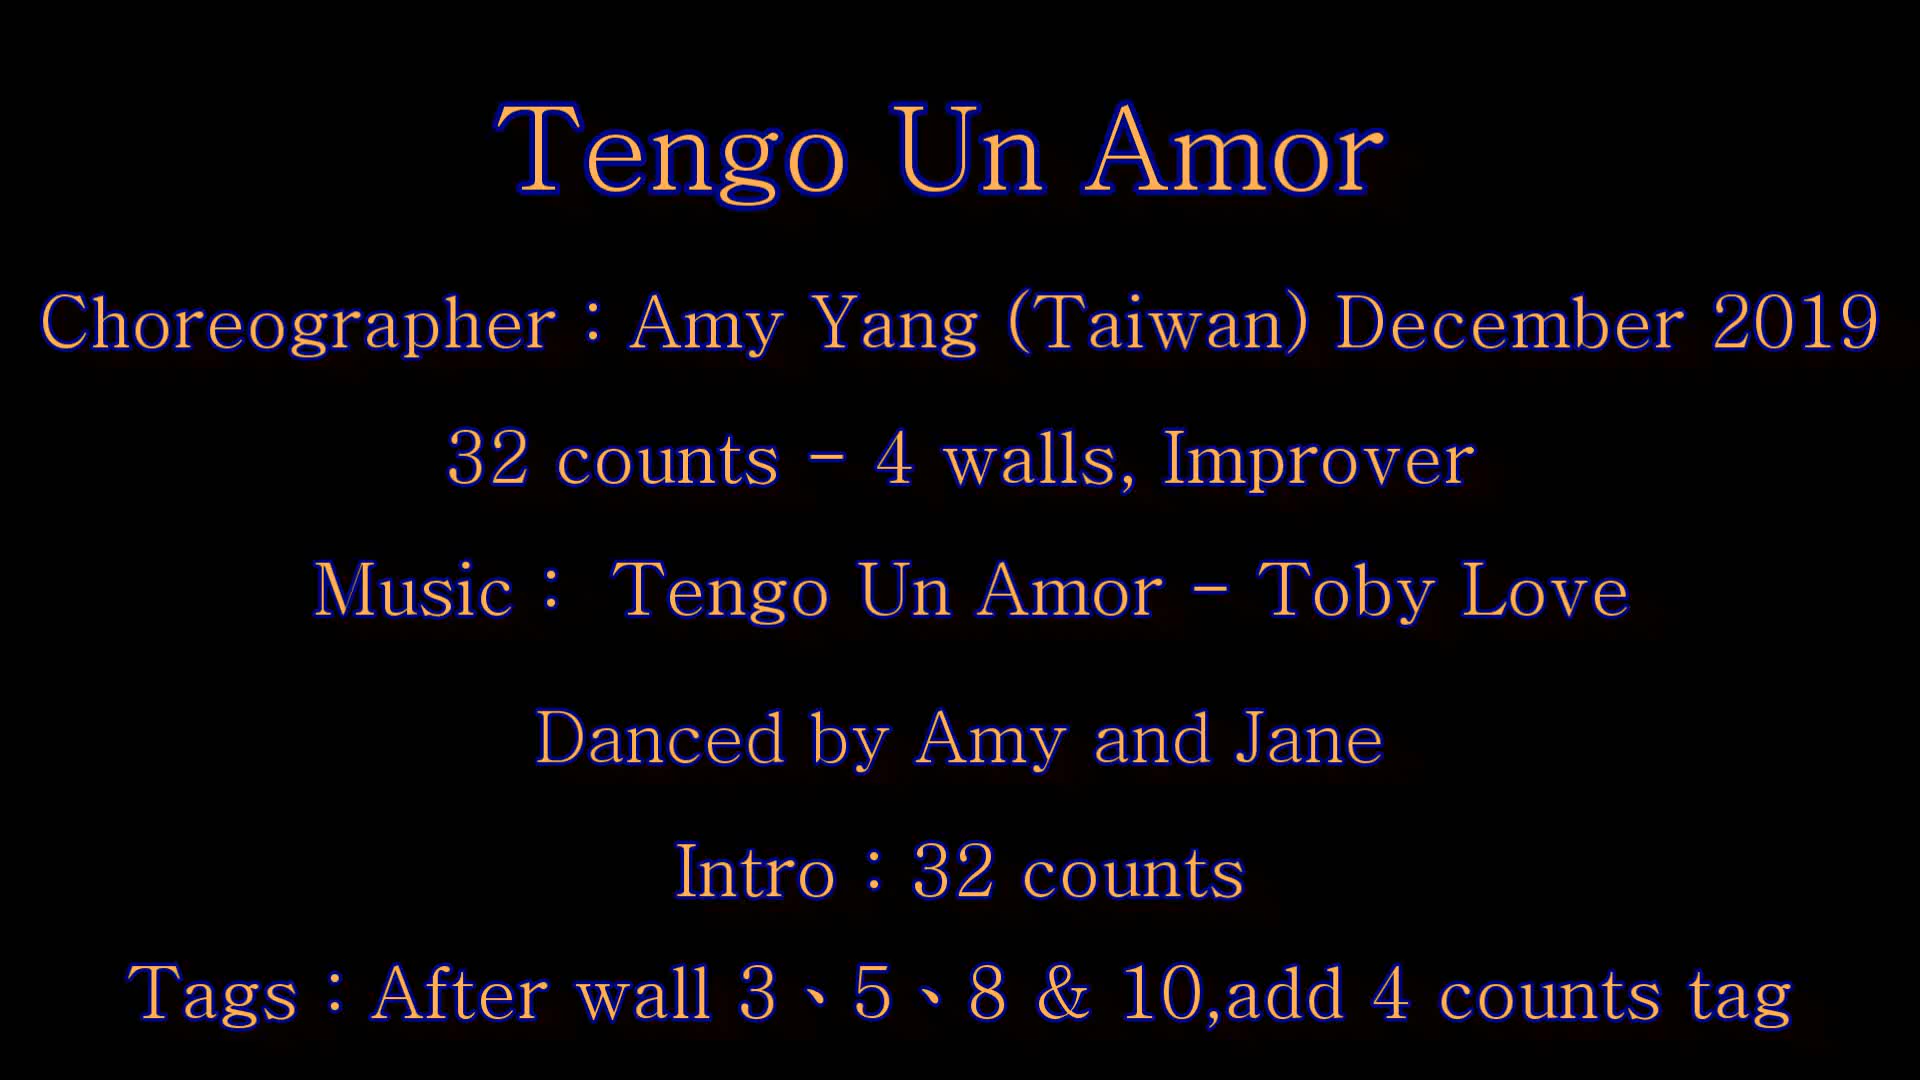 Tengo Un Amor
Choreographer : Amy Yang (Taiwan) December 2019
32 counts - 4 walls, Improver
Music :  Tengo Un Amor - Toby Love
Danced by Amy and Jane
Intro : 32 counts
Tags : After wall 3、5、8 & 10,add 4 counts tag